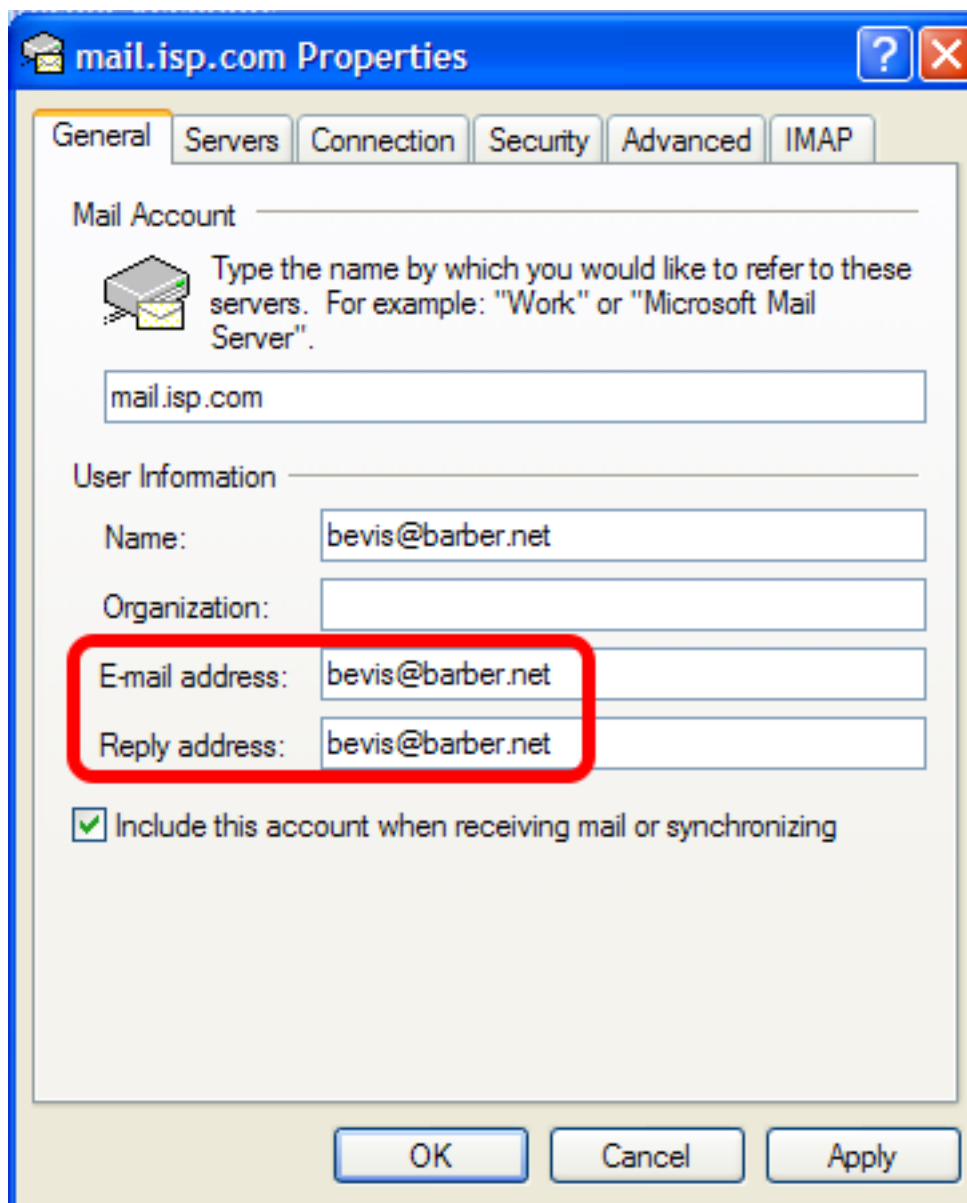 mail.isp.com Properties
General Servers Connection Security Advanced IMAP
Mail Account
Type the name by which you would like to refer to these
servers. For example: "Work" or "Microsoft Mail
Server".
mail.isp.com
User Information
Name: bevis@barber.net
Organization:
E-mail address: bevis@barber.net
Reply address: bevis@barber.net
Include this account when receiving mail or synchronizing
OK Cancel Apply